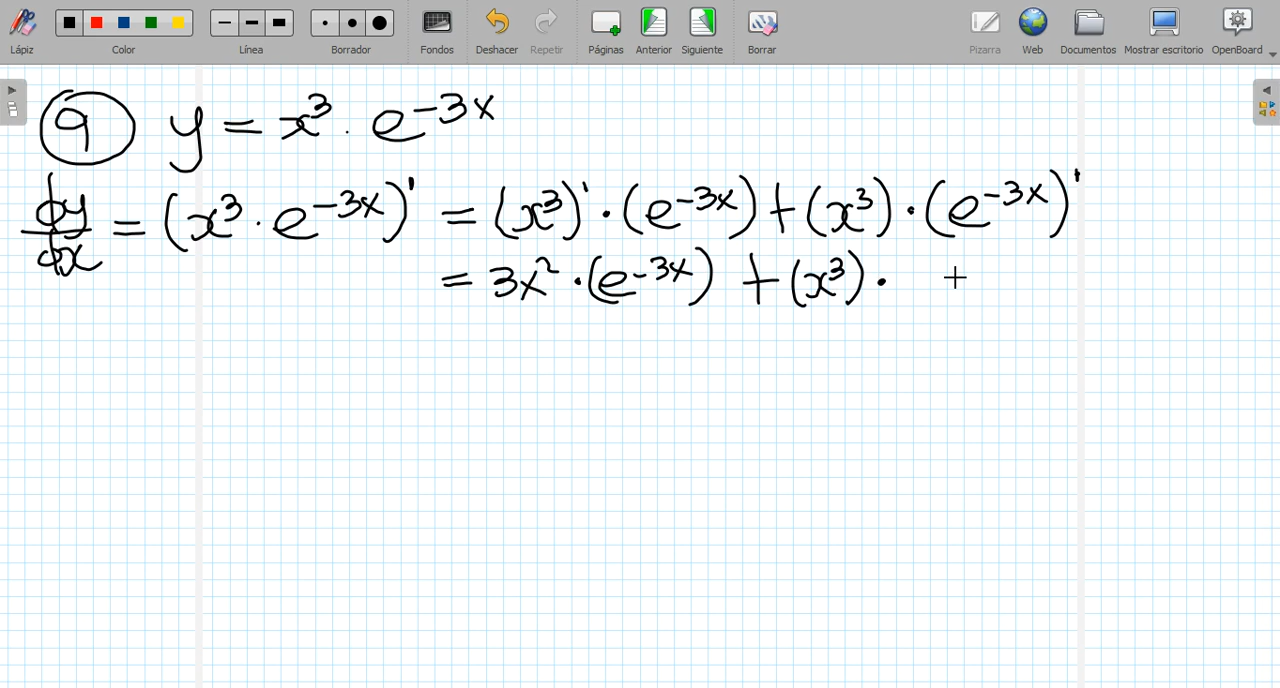 Lápiz Color Línea Borrador Fondos Deshacer Repetir Páginas Anterior Siguiente Borrar Pizarra Web Documentos Mostrar escritorio OpenBoard
9 y = x³ · e⁻³ˣ
dy/dx = (x³ · e⁻³ˣ)' = (x³)' · (e⁻³ˣ) + (x³) · (e⁻³ˣ)'
= 3x² · (e⁻³ˣ) + (x³) ·